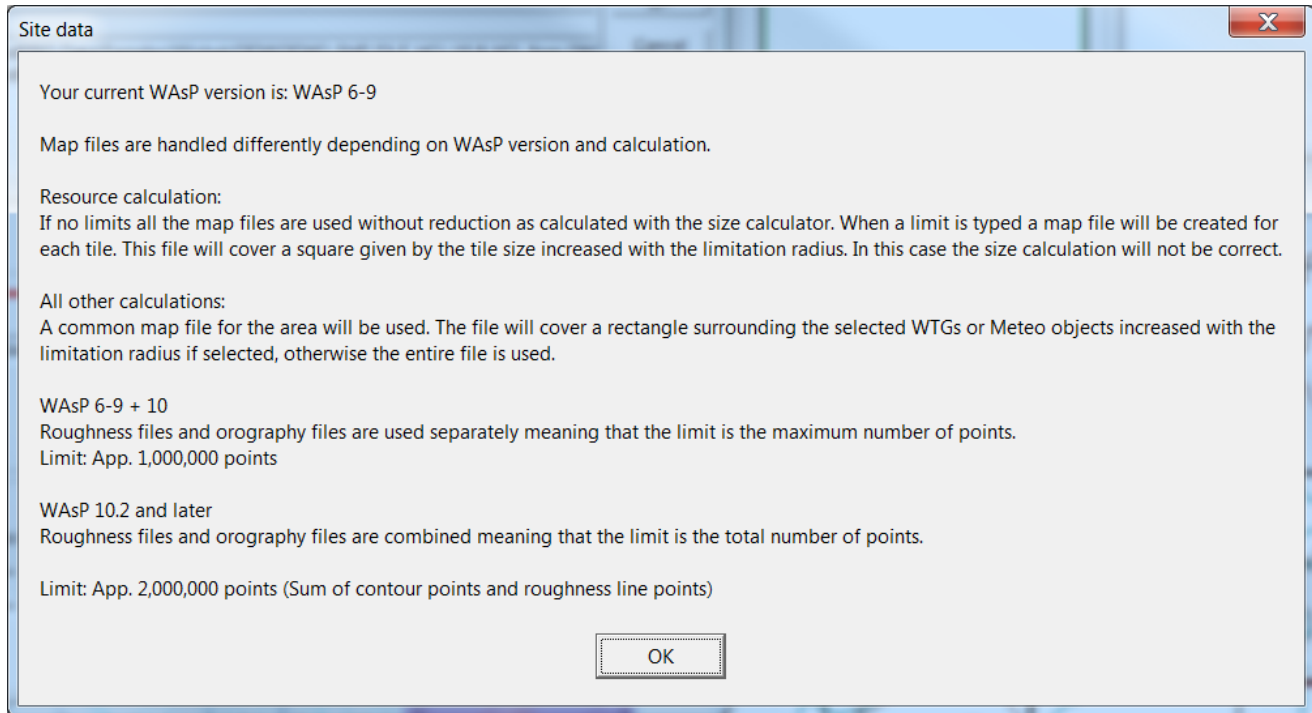 Site data
Your current WAsP version is: WAsP 6-9
Map files are handled differently depending on WAsP version and calculation.
Resource calculation:
If no limits all the map files are used without reduction as calculated with the size calculator. When a limit is typed a map file will be created for
each tile. This file will cover a square given by the tile size increased with the limitation radius. In this case the size calculation will not be correct.
All other calculations:
A common map file for the area will be used. The file will cover a rectangle surrounding the selected WTGs or Meteo objects increased with the
limitation radius if selected, otherwise the entire file is used.
WAsP 6-9 + 10
Roughness files and orography files are used separately meaning that the limit is the maximum number of points.
Limit: App. 1,000,000 points
WAsP 10.2 and later
Roughness files and orography files are combined meaning that the limit is the total number of points.
Limit: App. 2,000,000 points (Sum of contour points and roughness line points)
OK